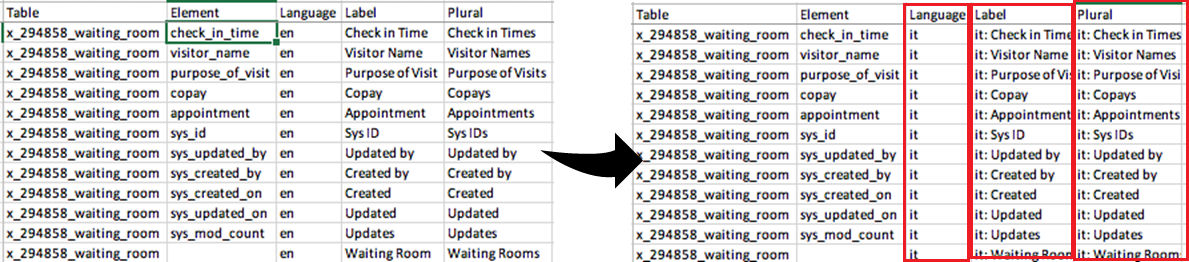 Table Element Language Label Plural
x_294858_waiting_room check_in_time en Check in Time Check in Times
x_294858_waiting_room visitor_name en Visitor Name Visitor Names
x_294858_waiting_room purpose_of_visit en Purpose of Visit Purpose of Visits
x_294858_waiting_room copay en Copay Copays
x_294858_waiting_room appointment en Appointment Appointments
x_294858_waiting_room sys_id en Sys ID Sys IDs
x_294858_waiting_room sys_updated_by en Updated by Updated by
x_294858_waiting_room sys_created_by en Created by Created by
x_294858_waiting_room sys_created_on en Created Created
x_294858_waiting_room sys_updated_on en Updated Updated
x_294858_waiting_room sys_mod_count en Updates Updates
x_294858_waiting_room en Waiting Room Waiting Rooms
Table Element Language Label Plural
x_294858_waiting_room check_in_time it it: Check in Time it: Check in Times
x_294858_waiting_room visitor_name it it: Visitor Name it: Visitor Names
x_294858_waiting_room purpose_of_visit it it: Purpose of Visi it: Purpose of Visi
x_294858_waiting_room copay it it: Copay it: Copays
x_294858_waiting_room appointment it it: Appointment it: Appointments
x_294858_waiting_room sys_id it it: Sys ID it: Sys IDs
x_294858_waiting_room sys_updated_by it it: Updated by it: Updated by
x_294858_waiting_room sys_created_by it it: Created by it: Created by
x_294858_waiting_room sys_created_on it it: Created it: Created
x_294858_waiting_room sys_updated_on it it: Updated it: Updated
x_294858_waiting_room sys_mod_count it it: Updates it: Updates
x_294858_waiting_room it it: Waiting Room it: Waiting Room